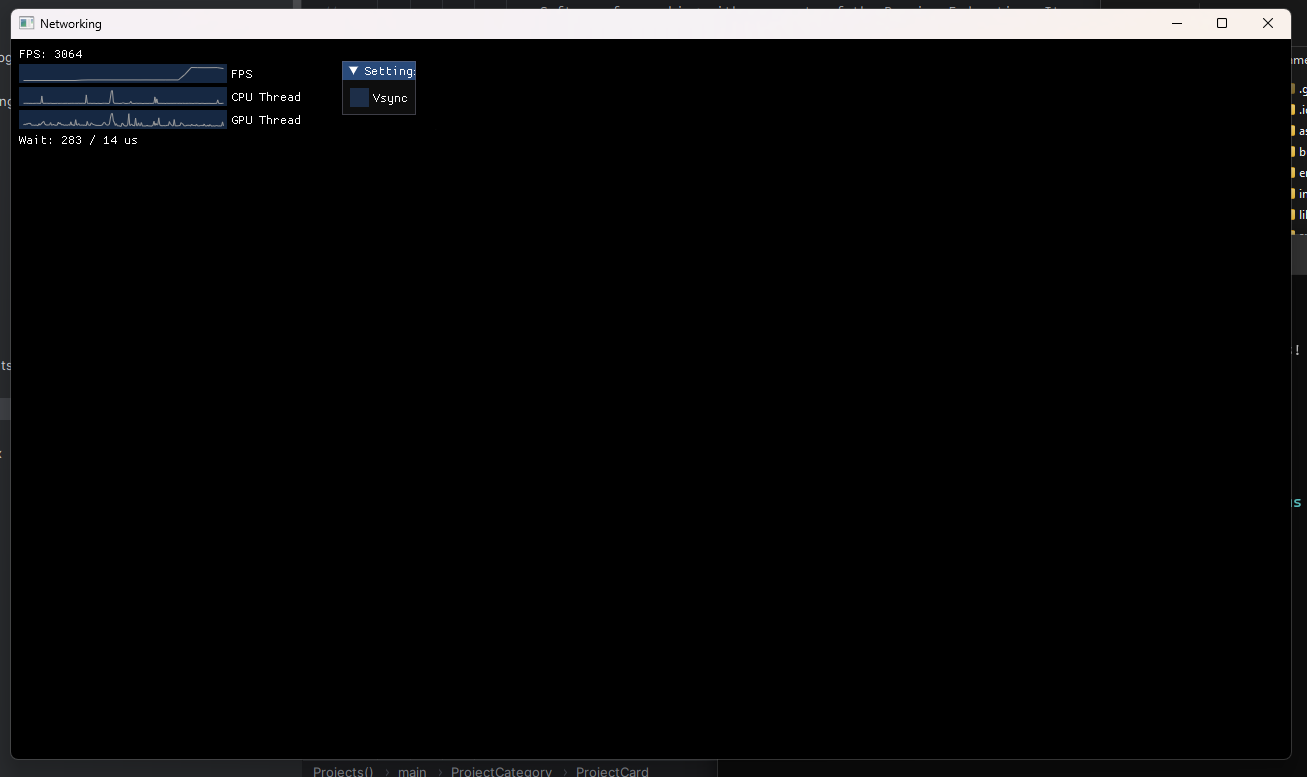 Networking
FPS: 3064
FPS
CPU Thread
GPU Thread
Wait: 283 / 14 us
Setting
Vsync
Projects() › main › ProjectCategory › ProjectCard